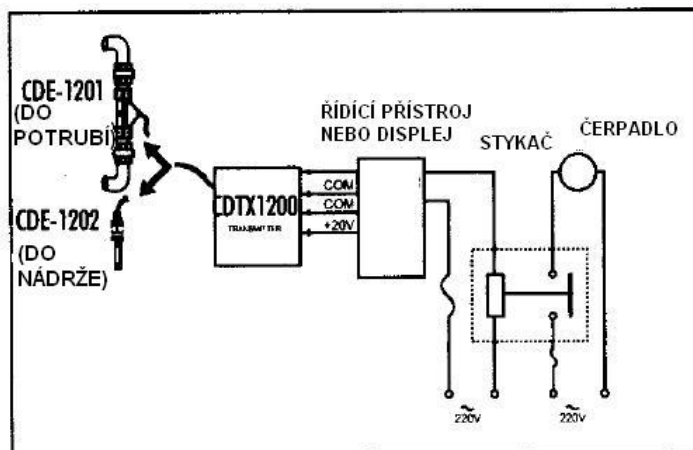 CDE-1201
(DO
POTRUBÍ)
CDE-1202
(DO
NÁDRŽE)
CDTX1200
TRANSMITTER
COM
COM
+20V
ŘÍDÍCÍ PŘÍSTROJ
NEBO DISPLEJ
STYKAČ
ČERPADLO
~
220V
~
220V